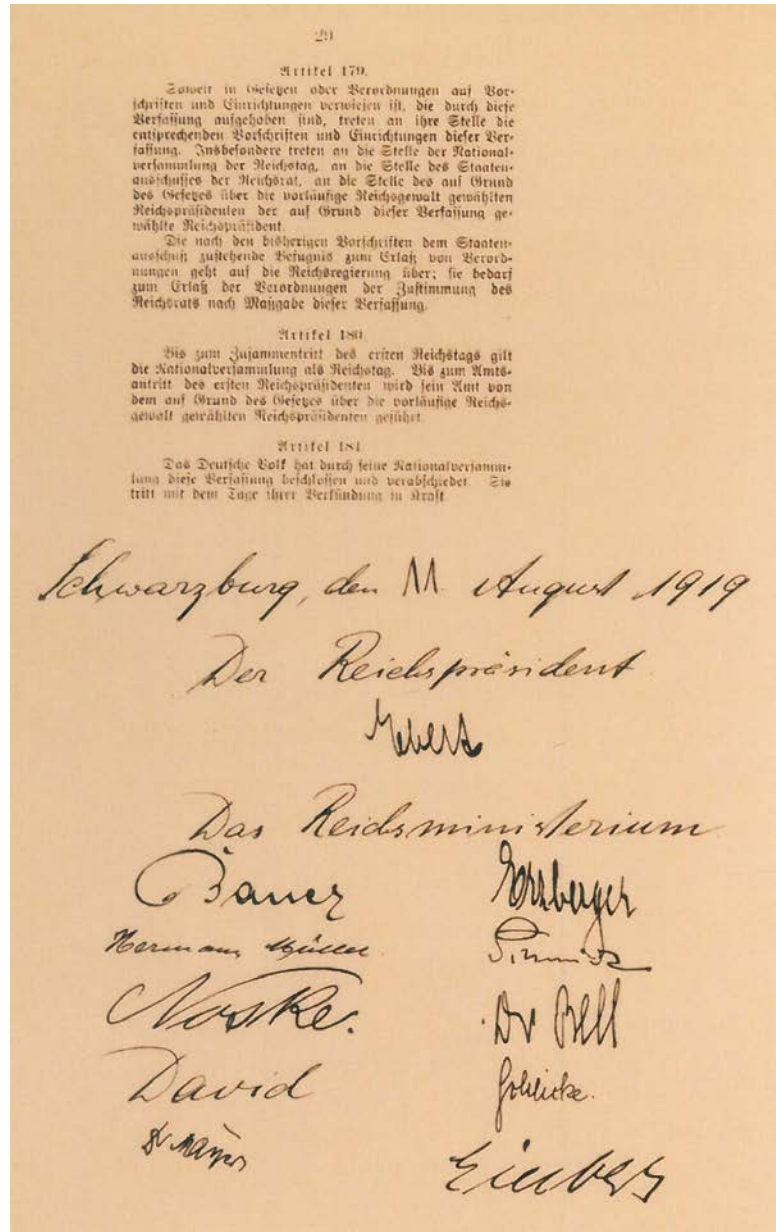 29
Artikel 179.
Soweit in Gesetzen oder Verordnungen auf Vor-
schriften und Einrichtungen verwiesen ist, die durch diese
Verfassung aufgehoben sind, treten an ihre Stelle die
entsprechenden Vorschriften und Einrichtungen dieser Ver-
fassung. Insbesondere treten an die Stelle der National-
versammlung der Reichstag, an die Stelle des Staaten-
ausschusses der Reichsrat, an die Stelle des auf Grund
des Gesetzes über die vorläufige Reichsgewalt gewählten
Reichspräsidenten der auf Grund dieser Verfassung ge-
wählte Reichspräsident.
Die nach den bisherigen Vorschriften dem Staaten-
ausschuß zustehende Befugnis zum Erlaß von Verord-
nungen geht auf die Reichsregierung über; sie bedarf
zum Erlaß der Verordnungen der Zustimmung des
Reichsrats nach Maßgabe dieser Verfassung.
Artikel 180
Bis zum Zusammentritt des ersten Reichstags gilt
die Nationalversammlung als Reichstag. Bis zum Amts-
antritt des ersten Reichspräsidenten wird sein Amt von
dem auf Grund des Gesetzes über die vorläufige Reichs-
gewalt gewählten Reichspräsidenten geführt.
Artikel 181
Das Deutsche Volk hat durch seine Nationalversamm-
lung diese Verfassung beschlossen und verabschiedet. Sie
tritt mit dem Tage ihrer Verkündung in Kraft
Schwarzburg, den 11. August 1919
Der Reichspräsident
Ebert
Das Reichsministerium
Bauer Erzberger
Hermann Müller Schmidt
Noske. Dr Bell
David
Dr Mayer